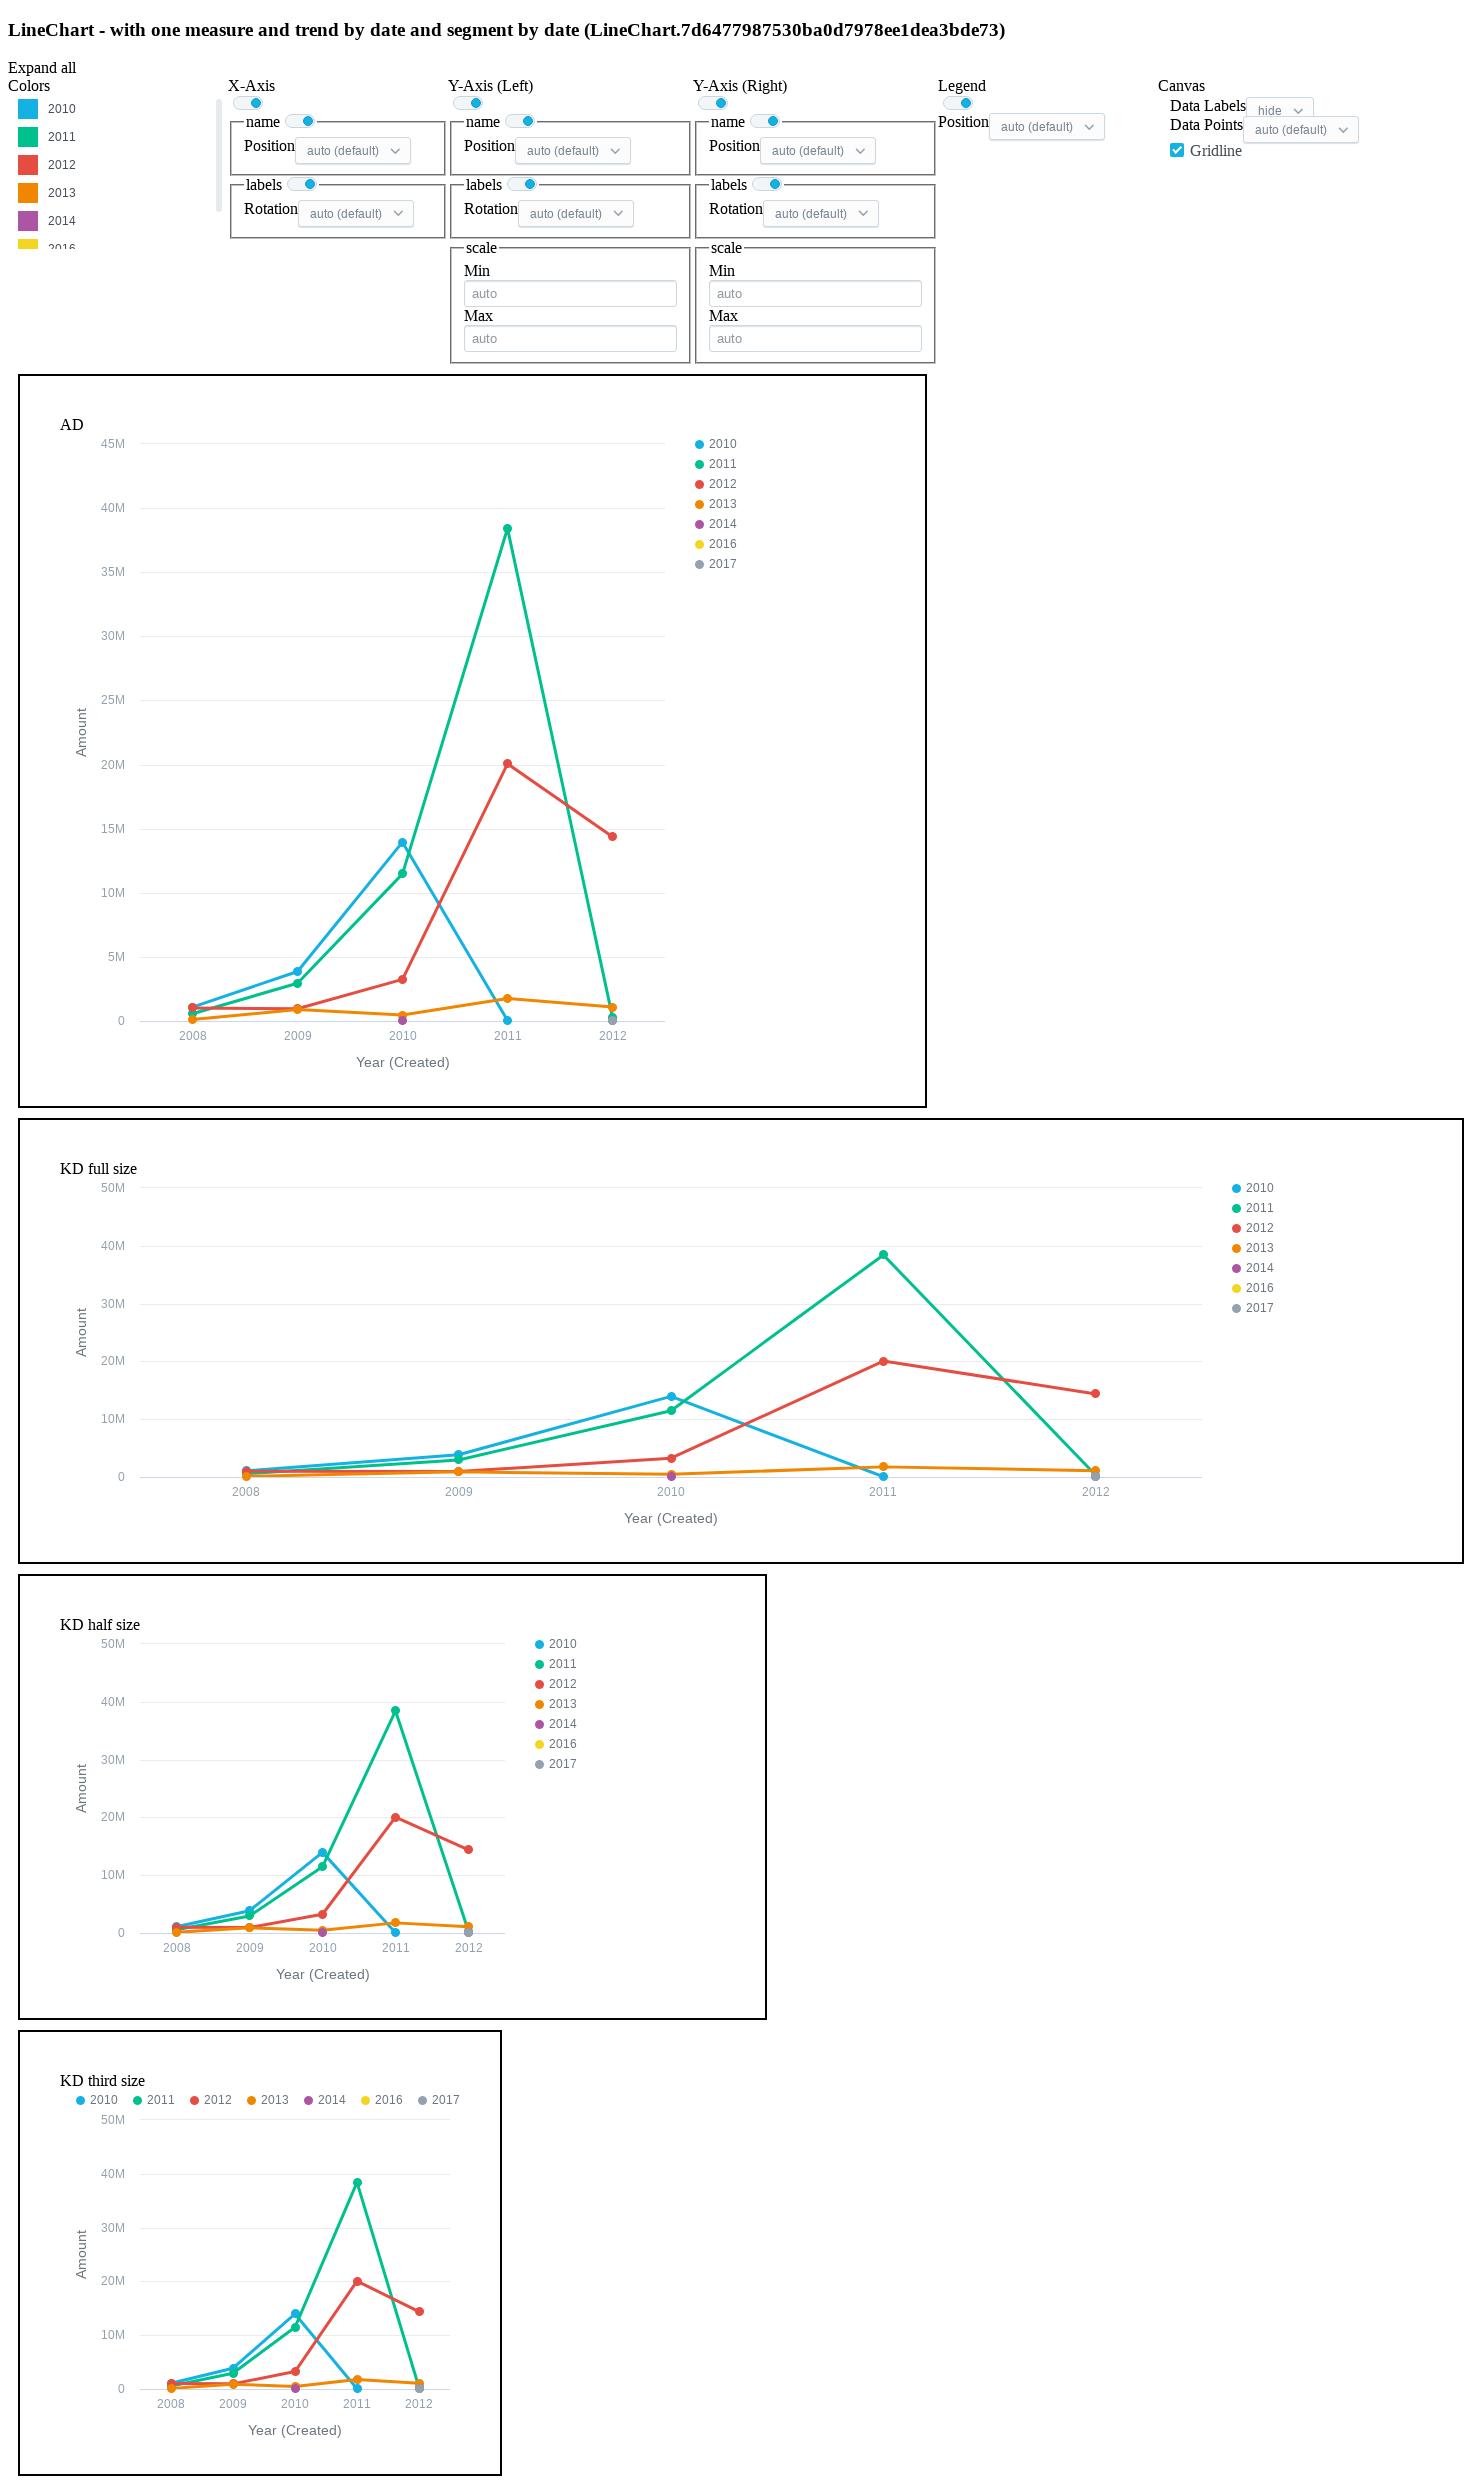 LineChart - with one measure and trend by date and segment by date (LineChart.7d6477987530ba0d7978ee1dea3bde73)
Expand all
Colors
2010
2011
2012
2013
2014
2016
X-Axis
name
Position auto (default)
labels
Rotation auto (default)
Y-Axis (Left)
name
Position auto (default)
labels
Rotation auto (default)
scale
Min
auto
Max
auto
Y-Axis (Right)
name
Position auto (default)
labels
Rotation auto (default)
scale
Min
auto
Max
auto
Legend
Position auto (default)
Canvas
Data Labels hide
Data Points auto (default)
Gridline
AD
45M
40M
35M
30M
25M
20M
15M
10M
5M
0
Amount
2008 2009 2010 2011 2012
Year (Created)
2010
2011
2012
2013
2014
2016
2017
KD full size
50M
40M
30M
20M
10M
0
Amount
2008 2009 2010 2011 2012
Year (Created)
2010
2011
2012
2013
2014
2016
2017
KD half size
50M
40M
30M
20M
10M
0
Amount
2008 2009 2010 2011 2012
Year (Created)
2010
2011
2012
2013
2014
2016
2017
KD third size
2010 2011 2012 2013 2014 2016 2017
50M
40M
30M
20M
10M
0
Amount
2008 2009 2010 2011 2012
Year (Created)